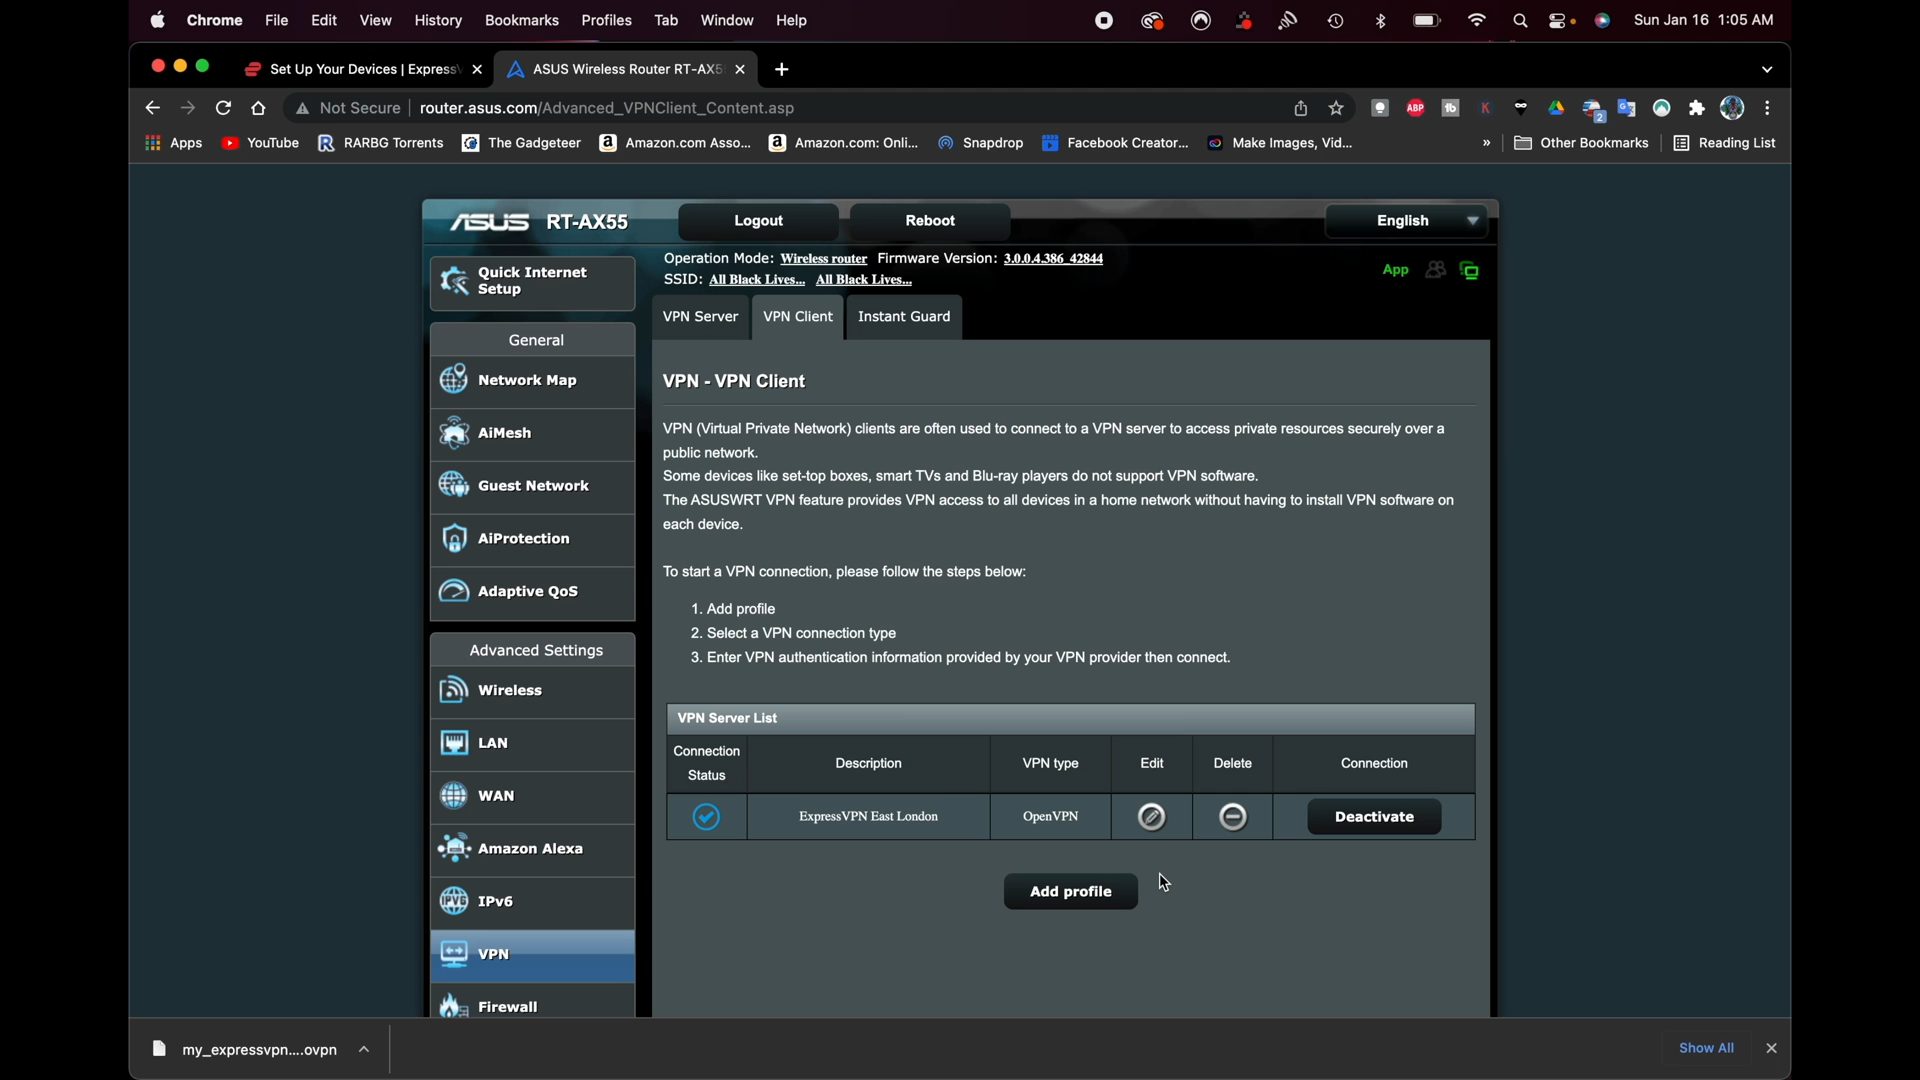 Chrome File Edit View History Bookmarks Profiles Tab Window Help
Sun Jan 16 1:05 AM
Set Up Your Devices | Express
ASUS Wireless Router RT-AX5
Not Secure router.asus.com/Advanced_VPNClient_Content.asp
ABP
tb
K
2
Apps YouTube RARBG Torrents The Gadgeteer Amazon.com Asso... Amazon.com: Onli... Snapdrop Facebook Creator... Make Images, Vid... » Other Bookmarks Reading List
ASUS RT-AX55 Logout Reboot English
Operation Mode: Wireless router Firmware Version: 3.0.0.4.386_42844
SSID: All Black Lives... All Black Lives...
App
Quick Internet
Setup
General
Network Map
AiMesh
Guest Network
AiProtection
Adaptive QoS
Advanced Settings
Wireless
LAN
WAN
Amazon Alexa
IPv6
VPN
Firewall
VPN Server VPN Client Instant Guard
VPN - VPN Client
VPN (Virtual Private Network) clients are often used to connect to a VPN server to access private resources securely over a
public network.
Some devices like set-top boxes, smart TVs and Blu-ray players do not support VPN software.
The ASUSWRT VPN feature provides VPN access to all devices in a home network without having to install VPN software on
each device.
To start a VPN connection, please follow the steps below:
1. Add profile
2. Select a VPN connection type
3. Enter VPN authentication information provided by your VPN provider then connect.
VPN Server List
Connection
Status
Description VPN type Edit Delete Connection
ExpressVPN East London OpenVPN Deactivate
Add profile
my_expressvpn....ovpn
Show All